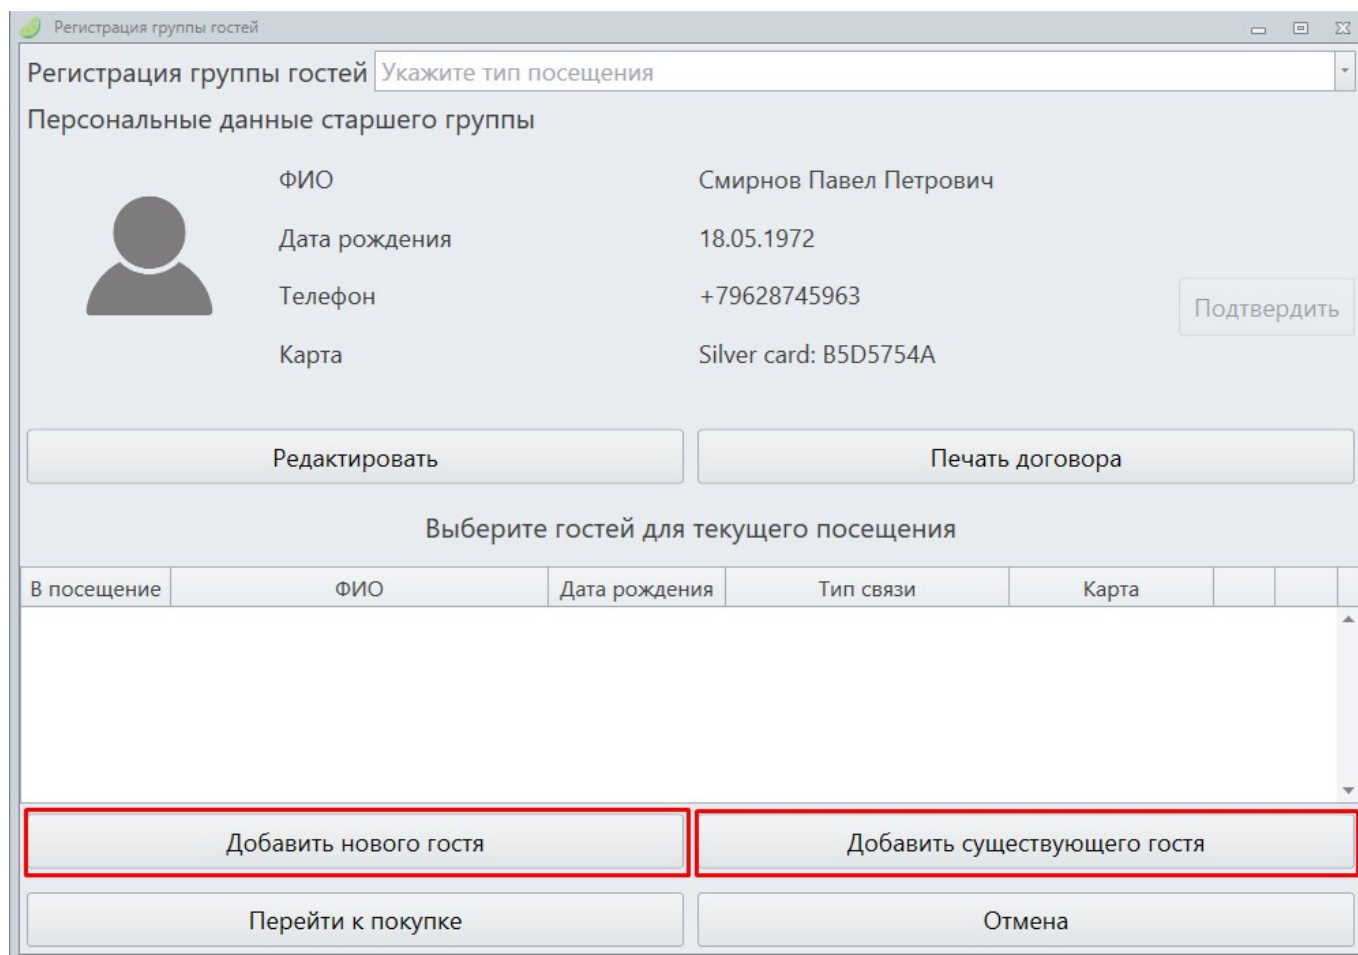 Регистрация группы гостей
Регистрация группы гостей Укажите тип посещения
Персональные данные старшего группы
ФИО Смирнов Павел Петрович
Дата рождения 18.05.1972
Телефон +79628745963
Подтвердить
Карта Silver card: B5D5754A
Редактировать Печать договора
Выберите гостей для текущего посещения
В посещение ФИО Дата рождения Тип связи Карта
Добавить нового гостя Добавить существующего гостя
Перейти к покупке Отмена